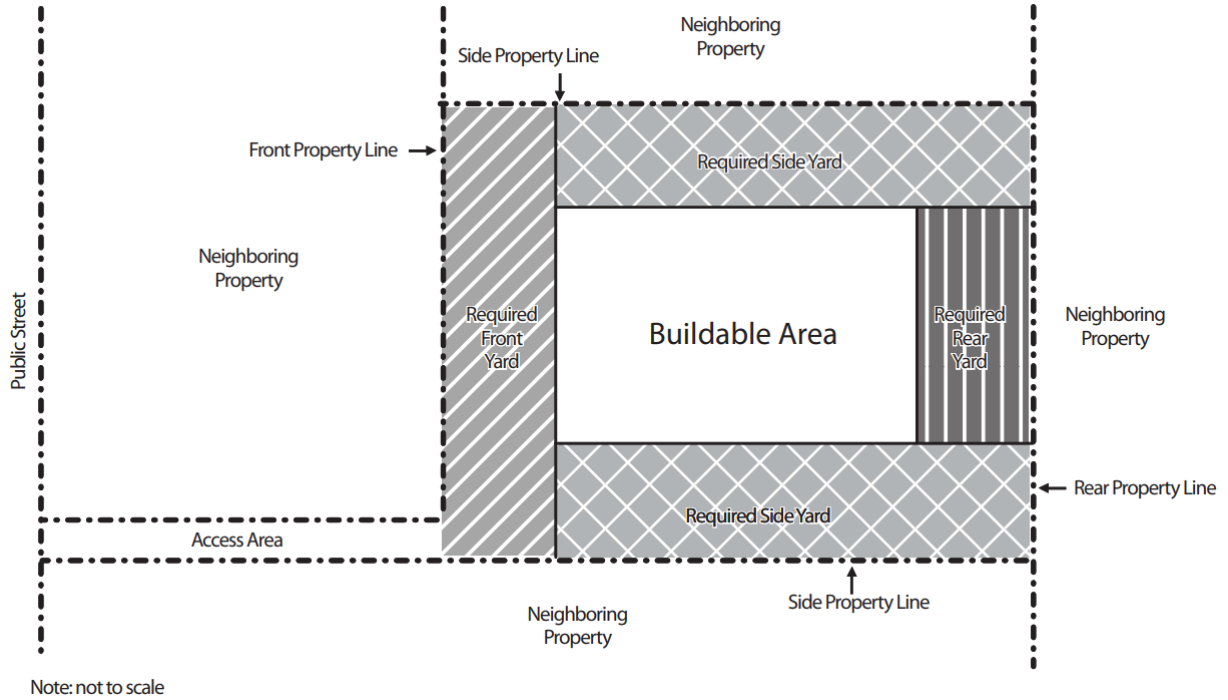 Neighboring
Property
Side Property Line
Front Property Line
Required Side Yard
Neighboring
Property
Public Street
Required
Front
Yard
Buildable Area
Required
Rear
Yard
Neighboring
Property
Rear Property Line
Required Side Yard
Access Area
Side Property Line
Neighboring
Property
Note: not to scale